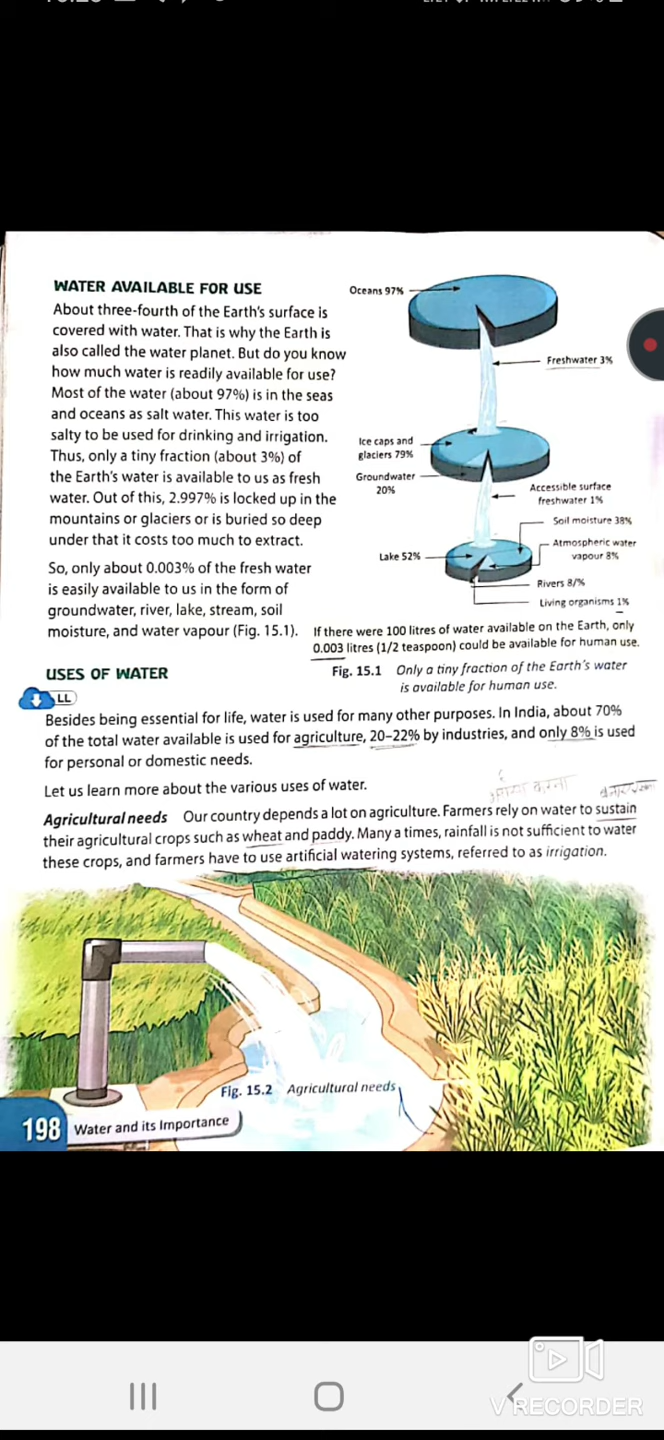 WATER AVAILABLE FOR USE
About three-fourth of the Earth's surface is
covered with water. That is why the Earth is
also called the water planet. But do you know
how much water is readily available for use?
Most of the water (about 97%) is in the seas
and oceans as salt water. This water is too
salty to be used for drinking and irrigation.
Thus, only a tiny fraction (about 3%) of
the Earth's water is available to us as fresh
water. Out of this, 2.997% is locked up in the
mountains or glaciers or is buried so deep
under that it costs too much to extract.
So, only about 0.003% of the fresh water
is easily available to us in the form of
groundwater, river, lake, stream, soil
moisture, and water vapour (Fig. 15.1).
Oceans 97%
Freshwater 3%
Ice caps and
glaciers 79%
Groundwater
20%
Accessible surface
freshwater 1%
Soil moisture 38%
Atmospheric water
vapour 8%
Lake 52%
Rivers 8/%
Living organisms 1%
If there were 100 litres of water available on the Earth, only
0.003 litres (1/2 teaspoon) could be available for human use.
Fig. 15.1 Only a tiny fraction of the Earth's water
is available for human use.
USES OF WATER
LL
Besides being essential for life, water is used for many other purposes. In India, about 70%
of the total water available is used for agriculture, 20–22% by industries, and only 8% is used
for personal or domestic needs.
Let us learn more about the various uses of water.
Agricultural needs Our country depends a lot on agriculture. Farmers rely on water to sustain
their agricultural crops such as wheat and paddy. Many a times, rainfall is not sufficient to water
these crops, and farmers have to use artificial watering systems, referred to as irrigation.
Fig. 15.2 Agricultural needs
198 Water and its Importance
V RECORDER